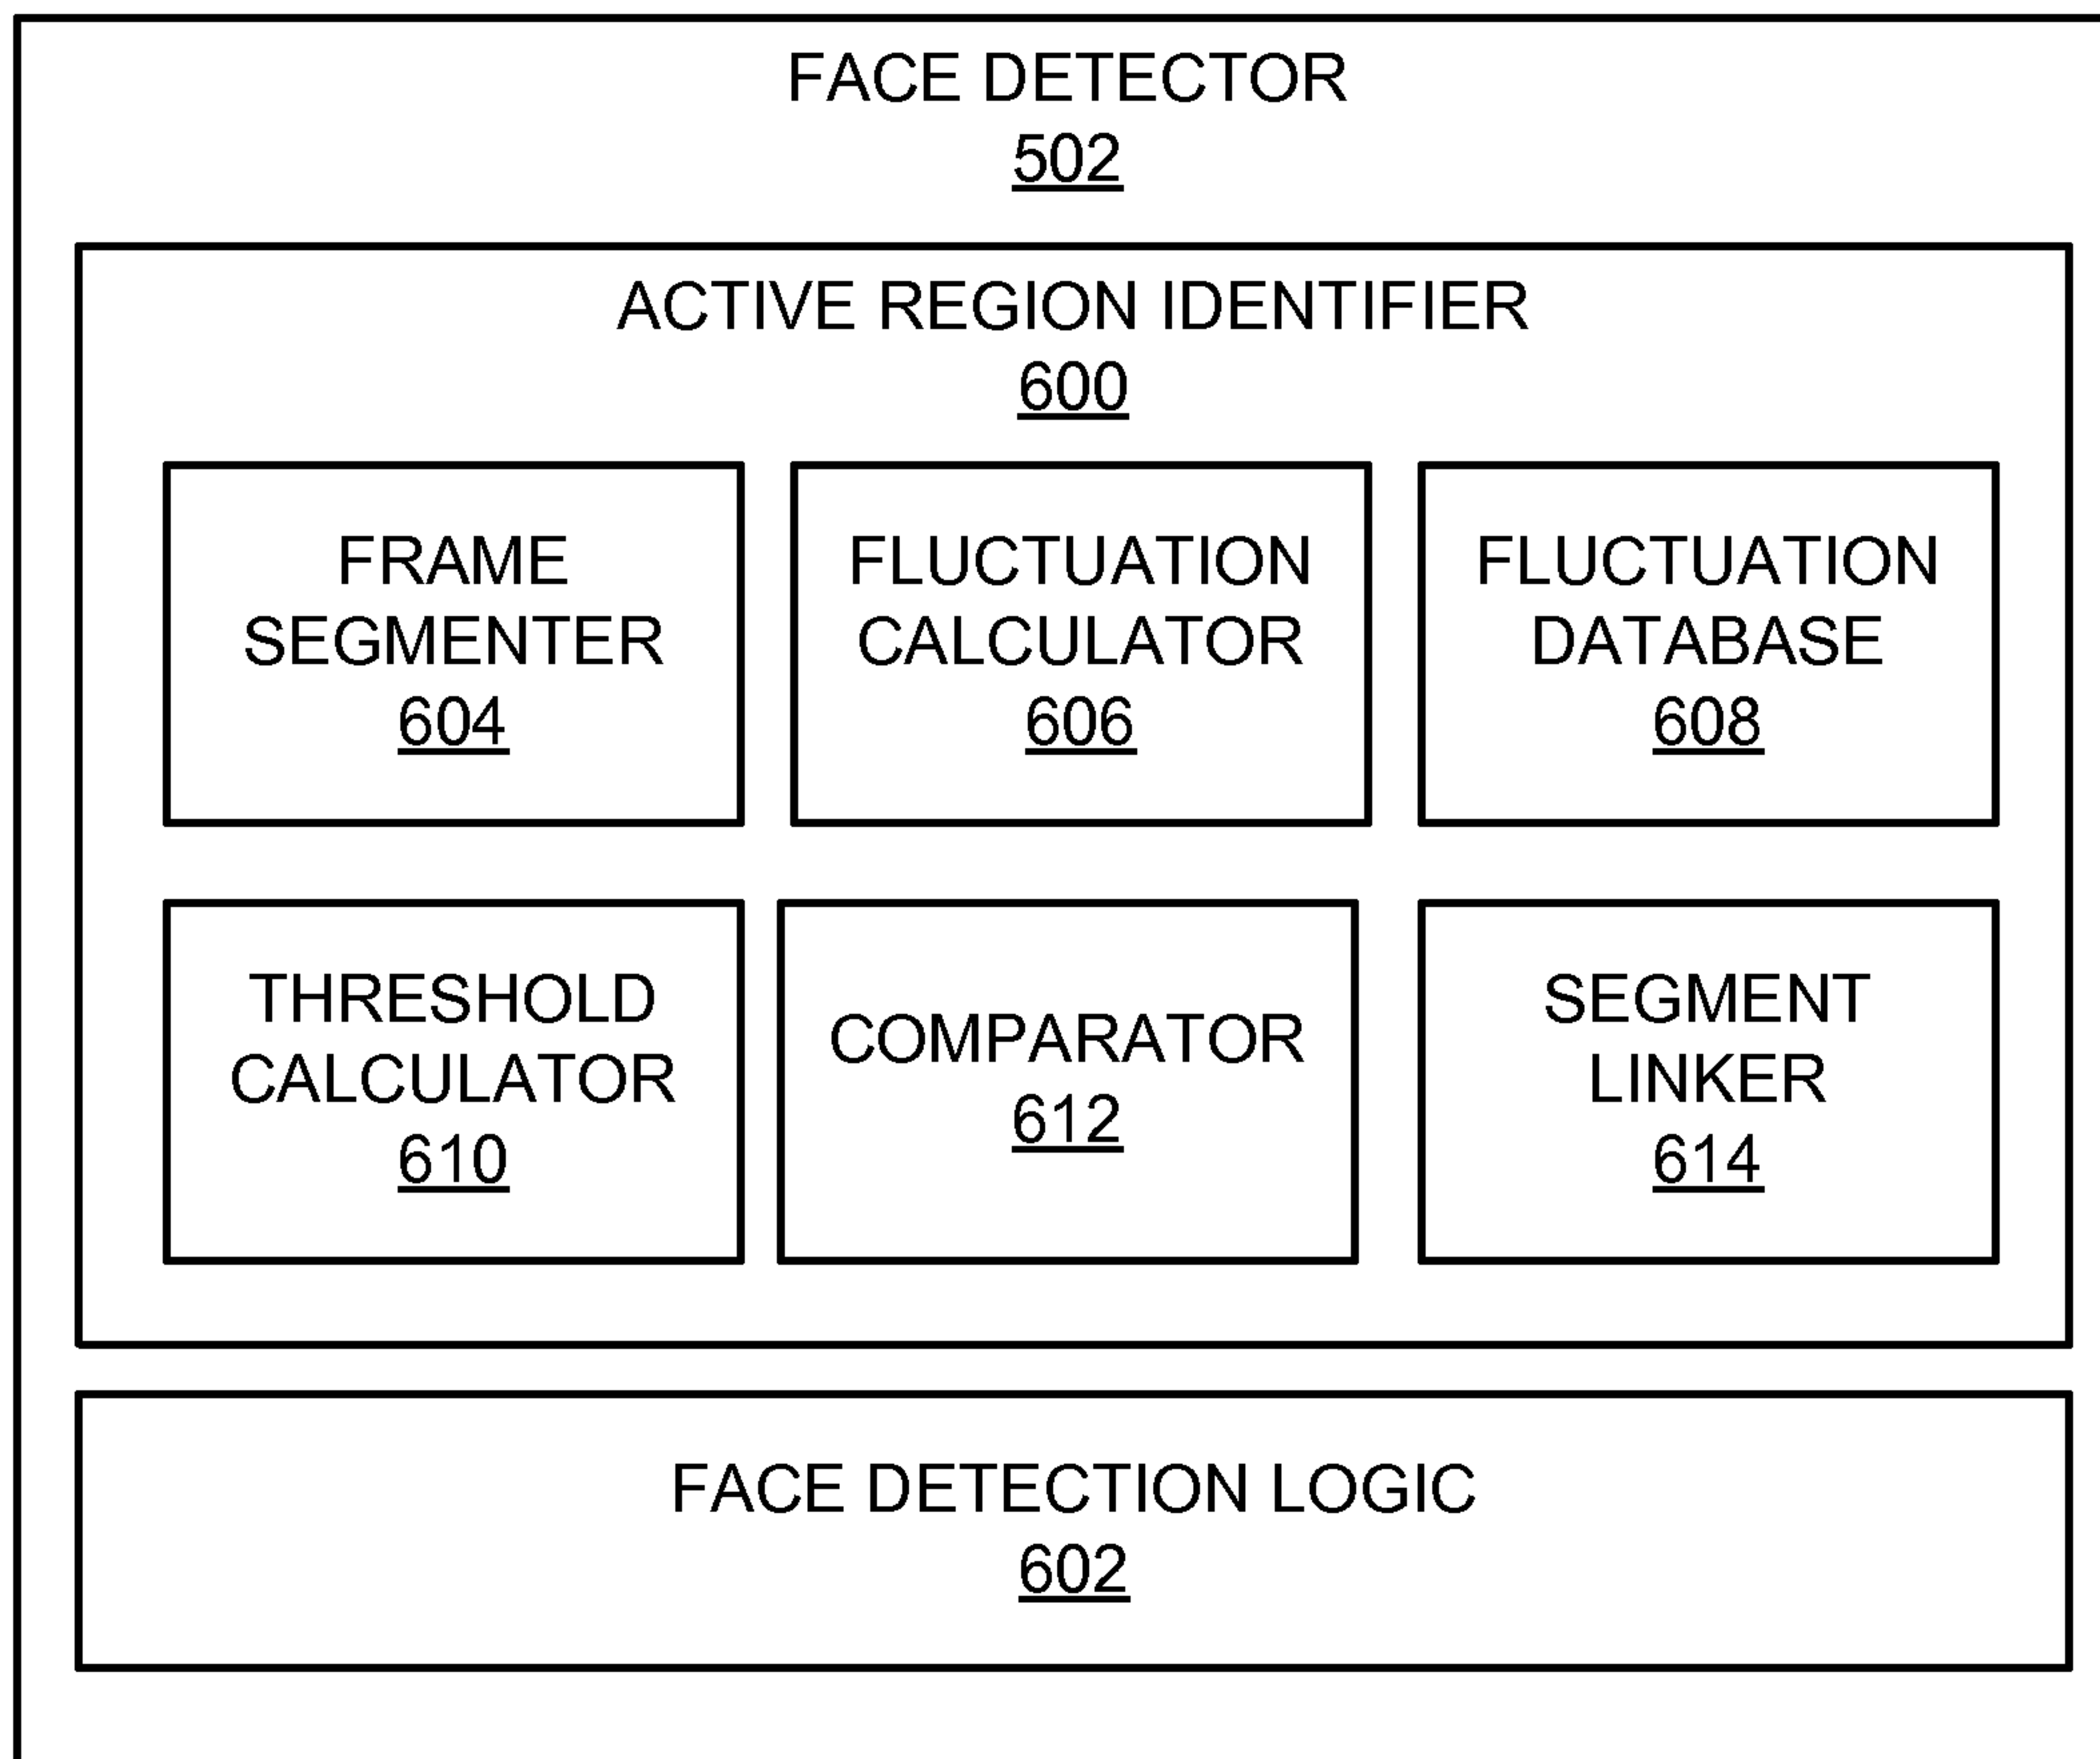 FACE DETECTOR
502
ACTIVE REGION IDENTIFIER
600
FRAME
SEGMENTER
604
FLUCTUATION
CALCULATOR
606
FLUCTUATION
DATABASE
608
THRESHOLD
CALCULATOR
610
COMPARATOR
612
SEGMENT
LINKER
614
FACE DETECTION LOGIC
602